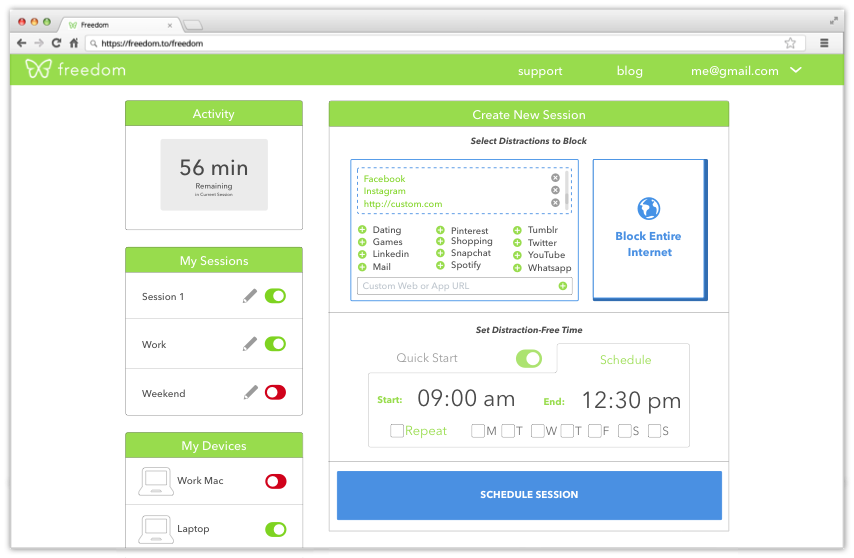 Freedom
https://freedom.to/freedom
freedom
support
blog
me@gmail.com
Activity
56 min
Remaining
in Current Session
My Sessions
Session 1
Work
Weekend
My Devices
Work Mac
Laptop
Create New Session
Select Distractions to Block
Facebook
Instagram
http://custom.com
Dating
Pinterest
Tumblr
Games
Shopping
Twitter
Linkedin
Snapchat
YouTube
Mail
Spotify
Whatsapp
Custom Web or App URL
Block Entire
Internet
Set Distraction-Free Time
Quick Start
Schedule
Start: 09:00 am
End: 12:30 pm
Repeat M T W T F S S
SCHEDULE SESSION